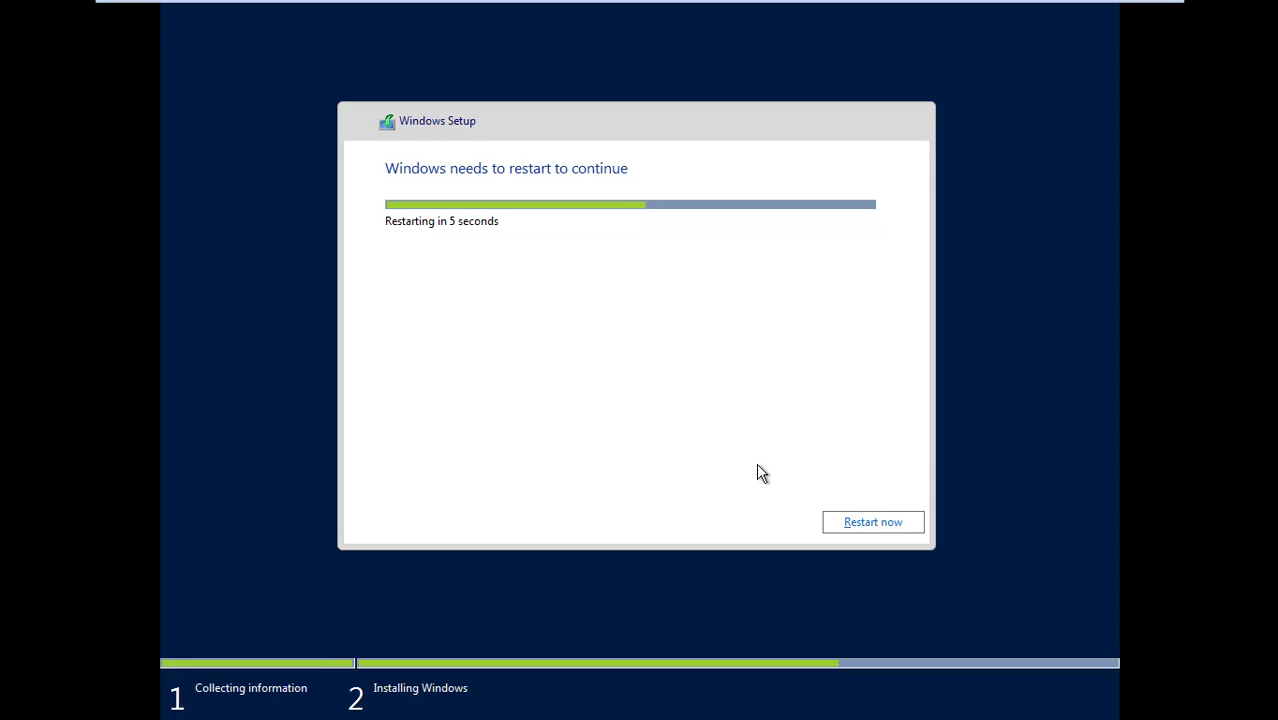 Windows Setup
Windows needs to restart to continue
Restarting in 5 seconds
Restart now
1 Collecting information
2 Installing Windows